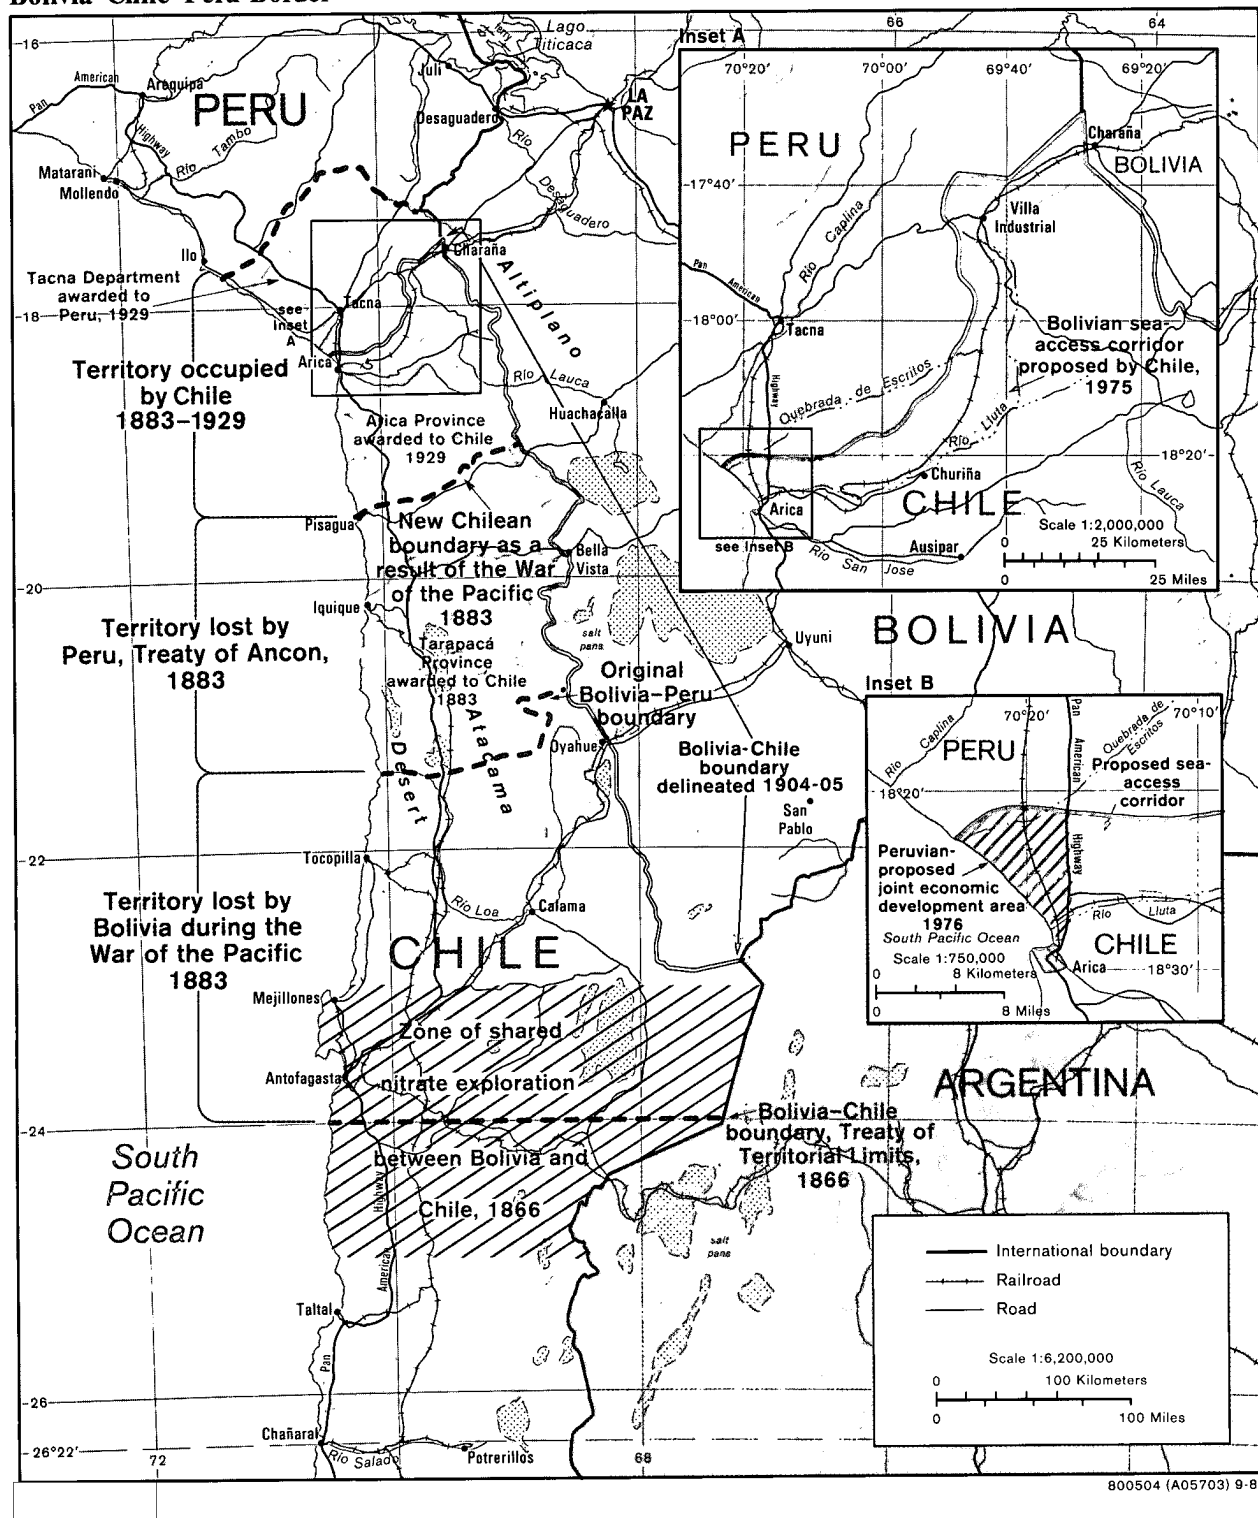 Bolivia–Chile–Peru Border
16
Lago
Titicaca
ferry
Juli
American
Pan
Arequipa
PERU
Highway
Río Tambo
Desaguadero
LA
PAZ
Río
Desaguadero
Matarani
Mollendo
Ilo
Charaña
Altiplano
Tacna Department
awarded to
Peru, 1929
18
see
Inset
A
Tacna
Arica
Territory occupied
by Chile
1883–1929
Río Lauca
Huachacalla
Arica Province
awarded to Chile
1929
Pisagua
New Chilean
boundary as a
result of the War
of the Pacific
1883
Bella
Vista
20
Iquique
salt
pans
Uyuni
BOLIVIA
Territory lost by
Peru, Treaty of Ancon,
1883
Tarapacá
Province
awarded to Chile
1883
Original
Bolivia–Peru
boundary
Atacama
Desert
Oyahue
Bolivia-Chile
boundary
delineated 1904-05
San
Pablo
22
Tocopilla
Río Loa
Calama
Territory lost by
Bolivia during the
War of the Pacific
1883
CHILE
Mejillones
Zone of shared
nitrate exploration
between Bolivia and
Chile, 1866
Antofagasta
24
Bolivia–Chile
boundary, Treaty of
Territorial Limits,
1866
ARGENTINA
South
Pacific
Ocean
Highway
American
Pan
salt
pans
Taltal
26
Chañaral
26°22'
Río Salado
Potrerillos
72
68
66
64
Inset A
70°20'
70°00'
69°40'
69°20'
PERU
Charaña
BOLIVIA
17°40'
Río Caplina
Villa
Industrial
Pan
American
18°00'
Tacna
Bolivian sea-
access corridor
proposed by Chile,
1975
Highway
Quebrada de Escritos
Río Lluta
18°20'
Churiña
Río Lauca
Arica
CHILE
see Inset B
Río San Jose
Ausipar
Scale 1:2,000,000
0 25 Kilometers
0 25 Miles
Inset B
70°20'
70°10'
Río Caplina
PERU
Pan
American
Highway
Quebrada de
Escritos
18°20'
Proposed sea-
access
corridor
Peruvian-
proposed
joint economic
development area
1976
South Pacific Ocean
Scale 1:750,000
0 8 Kilometers
0 8 Miles
Río Lluta
CHILE
Arica
18°30'
International boundary
Railroad
Road
Scale 1:6,200,000
0 100 Kilometers
0 100 Miles
800504 (A05703) 9-8